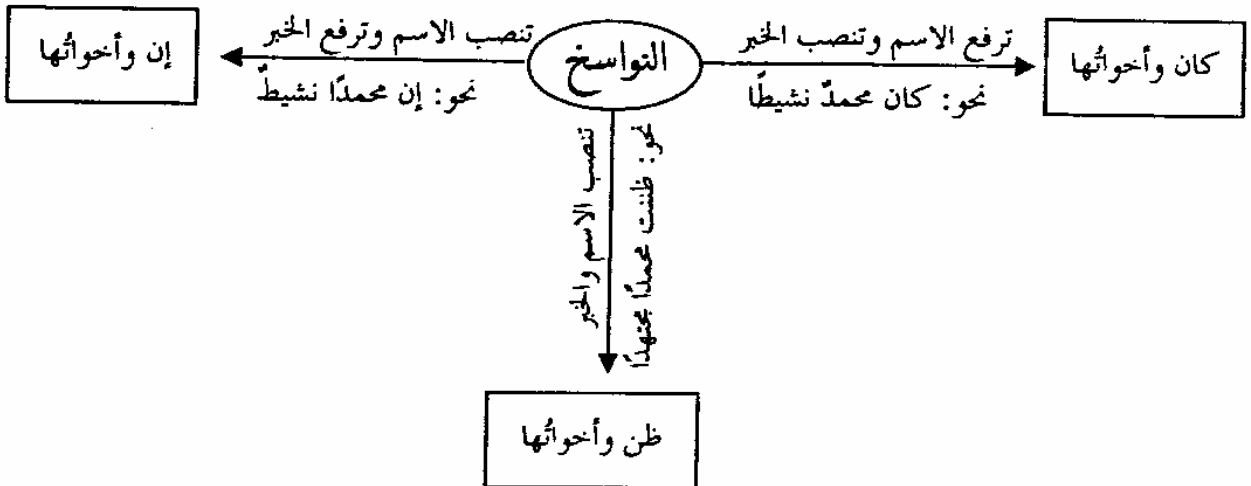 النواسخ
ترفع الاسم وتنصب الخبر
نحو: كان محمدٌ نشيطًا
كان وأخواتُها
تنصب الاسم وترفع الخبر
نحو: إن محمدًا نشيطٌ
إن وأخواتُها
نحو: ظننت محمدًا مجتهدًا
تنصب الاسم والخبر
ظن وأخواتُها